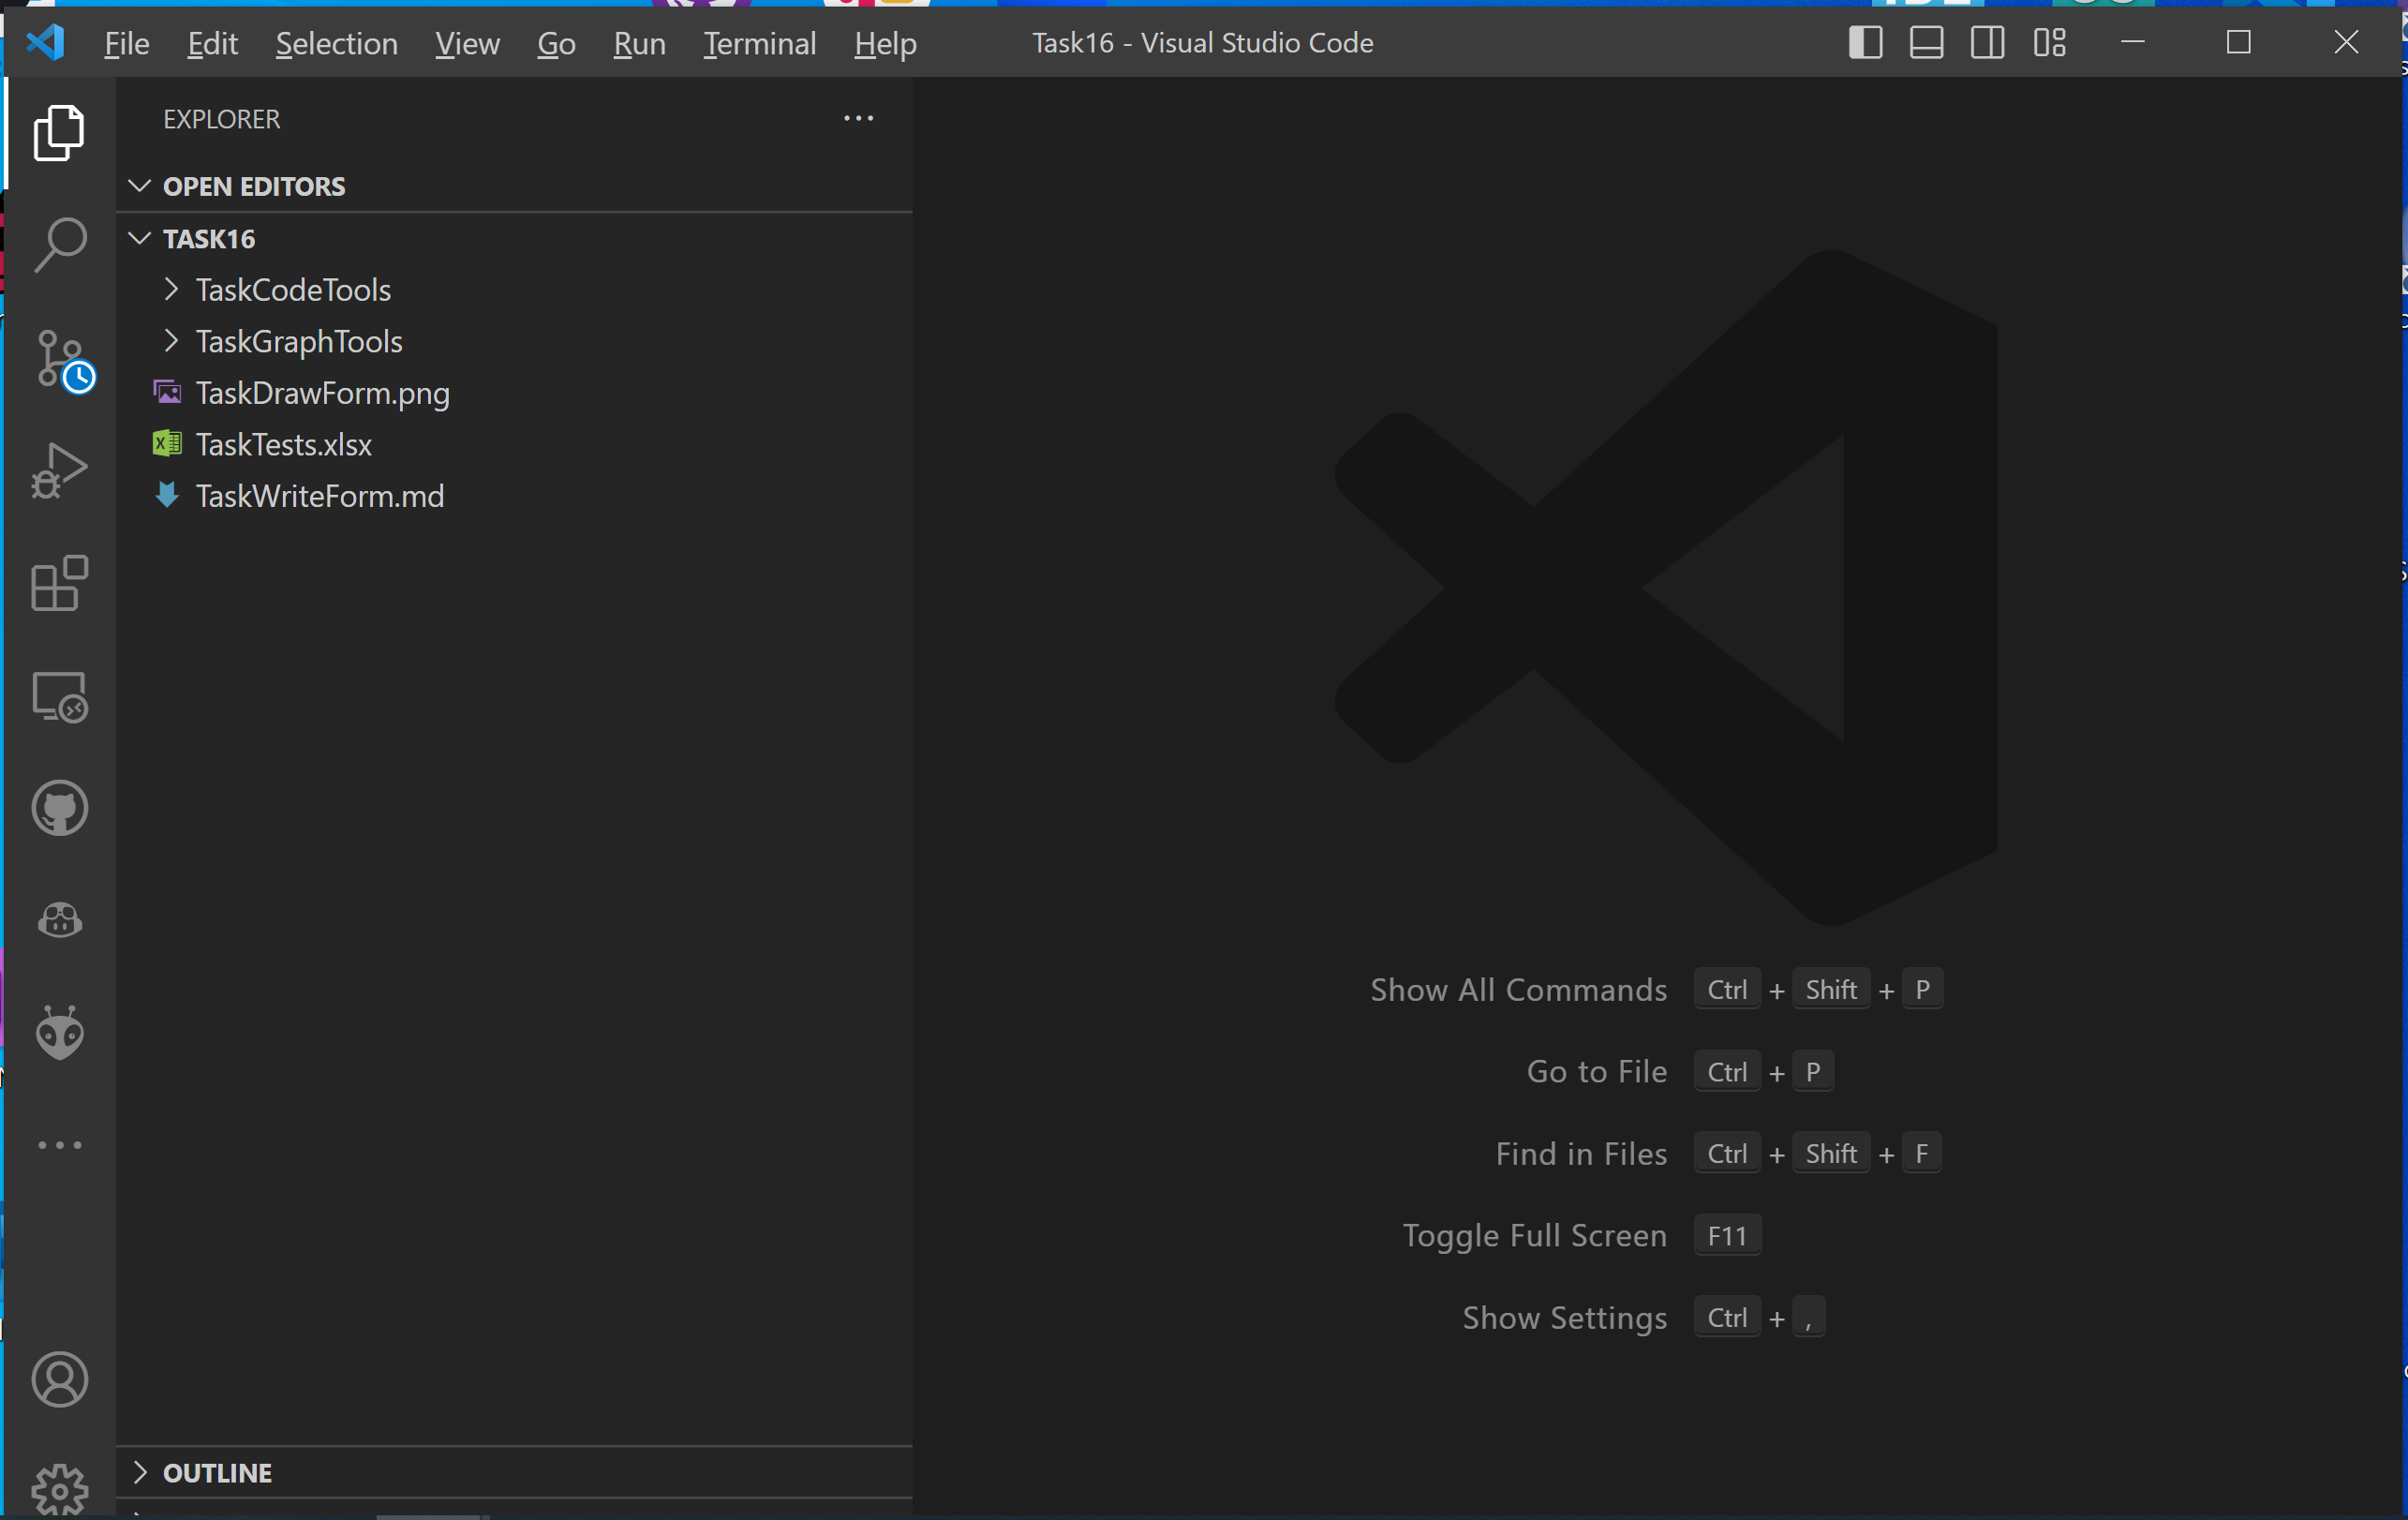 File Edit Selection View Go Run Terminal Help Task16 - Visual Studio Code
EXPLORER
OPEN EDITORS
TASK16
TaskCodeTools
TaskGraphTools
TaskDrawForm.png
TaskTests.xlsx
TaskWriteForm.md
OUTLINE
Show All Commands Ctrl + Shift + P
Go to File Ctrl + P
Find in Files Ctrl + Shift + F
Toggle Full Screen F11
Show Settings Ctrl + ,